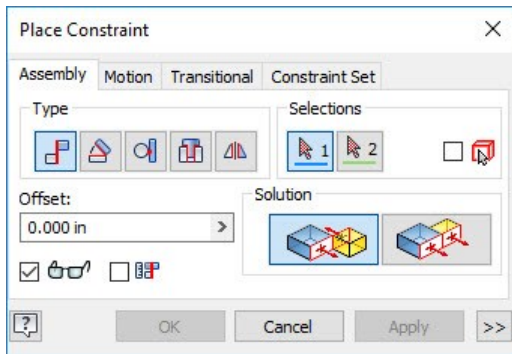 Place Constraint
Assembly Motion Transitional Constraint Set
Type
Selections
1 2
Offset:
0.000 in >
Solution
? OK Cancel Apply >>